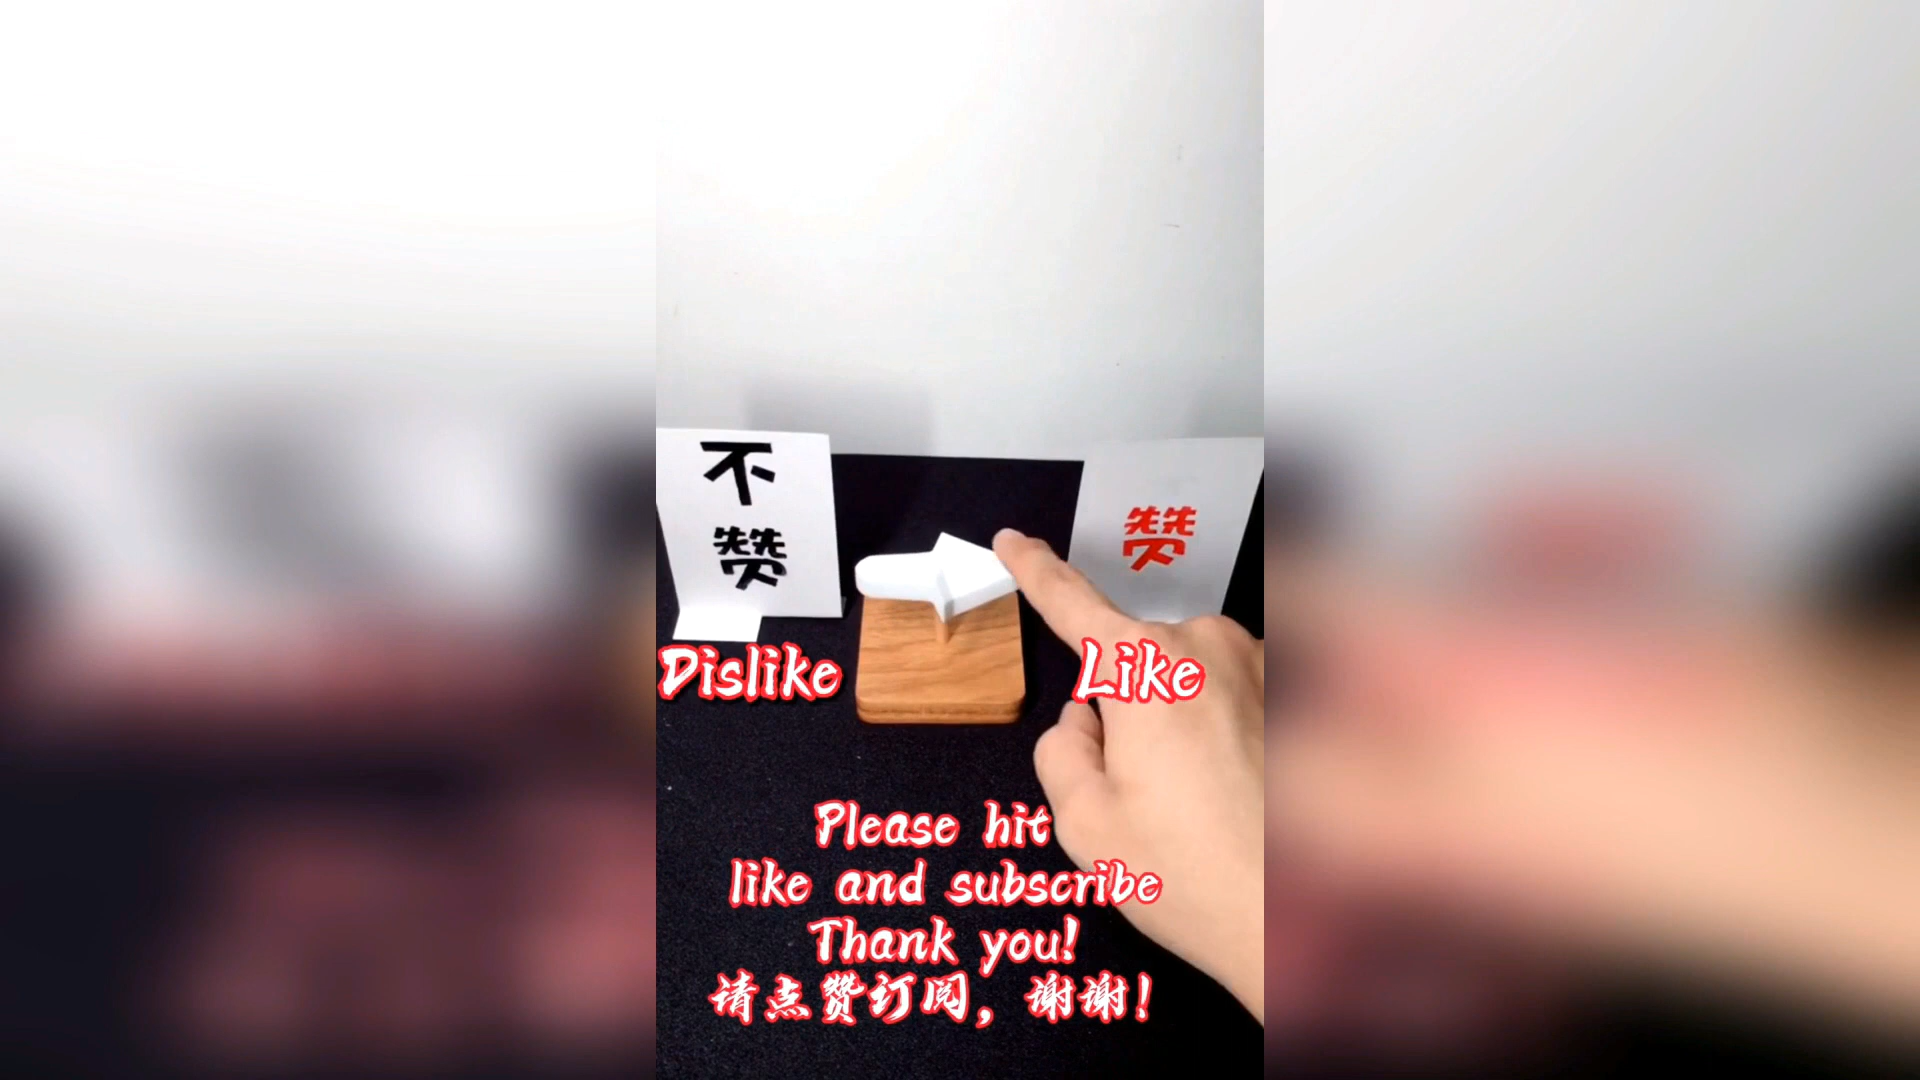 不
赞
赞
Dislike
Like
Please hit
like and subscribe
Thank you!
请点赞订阅，谢谢！